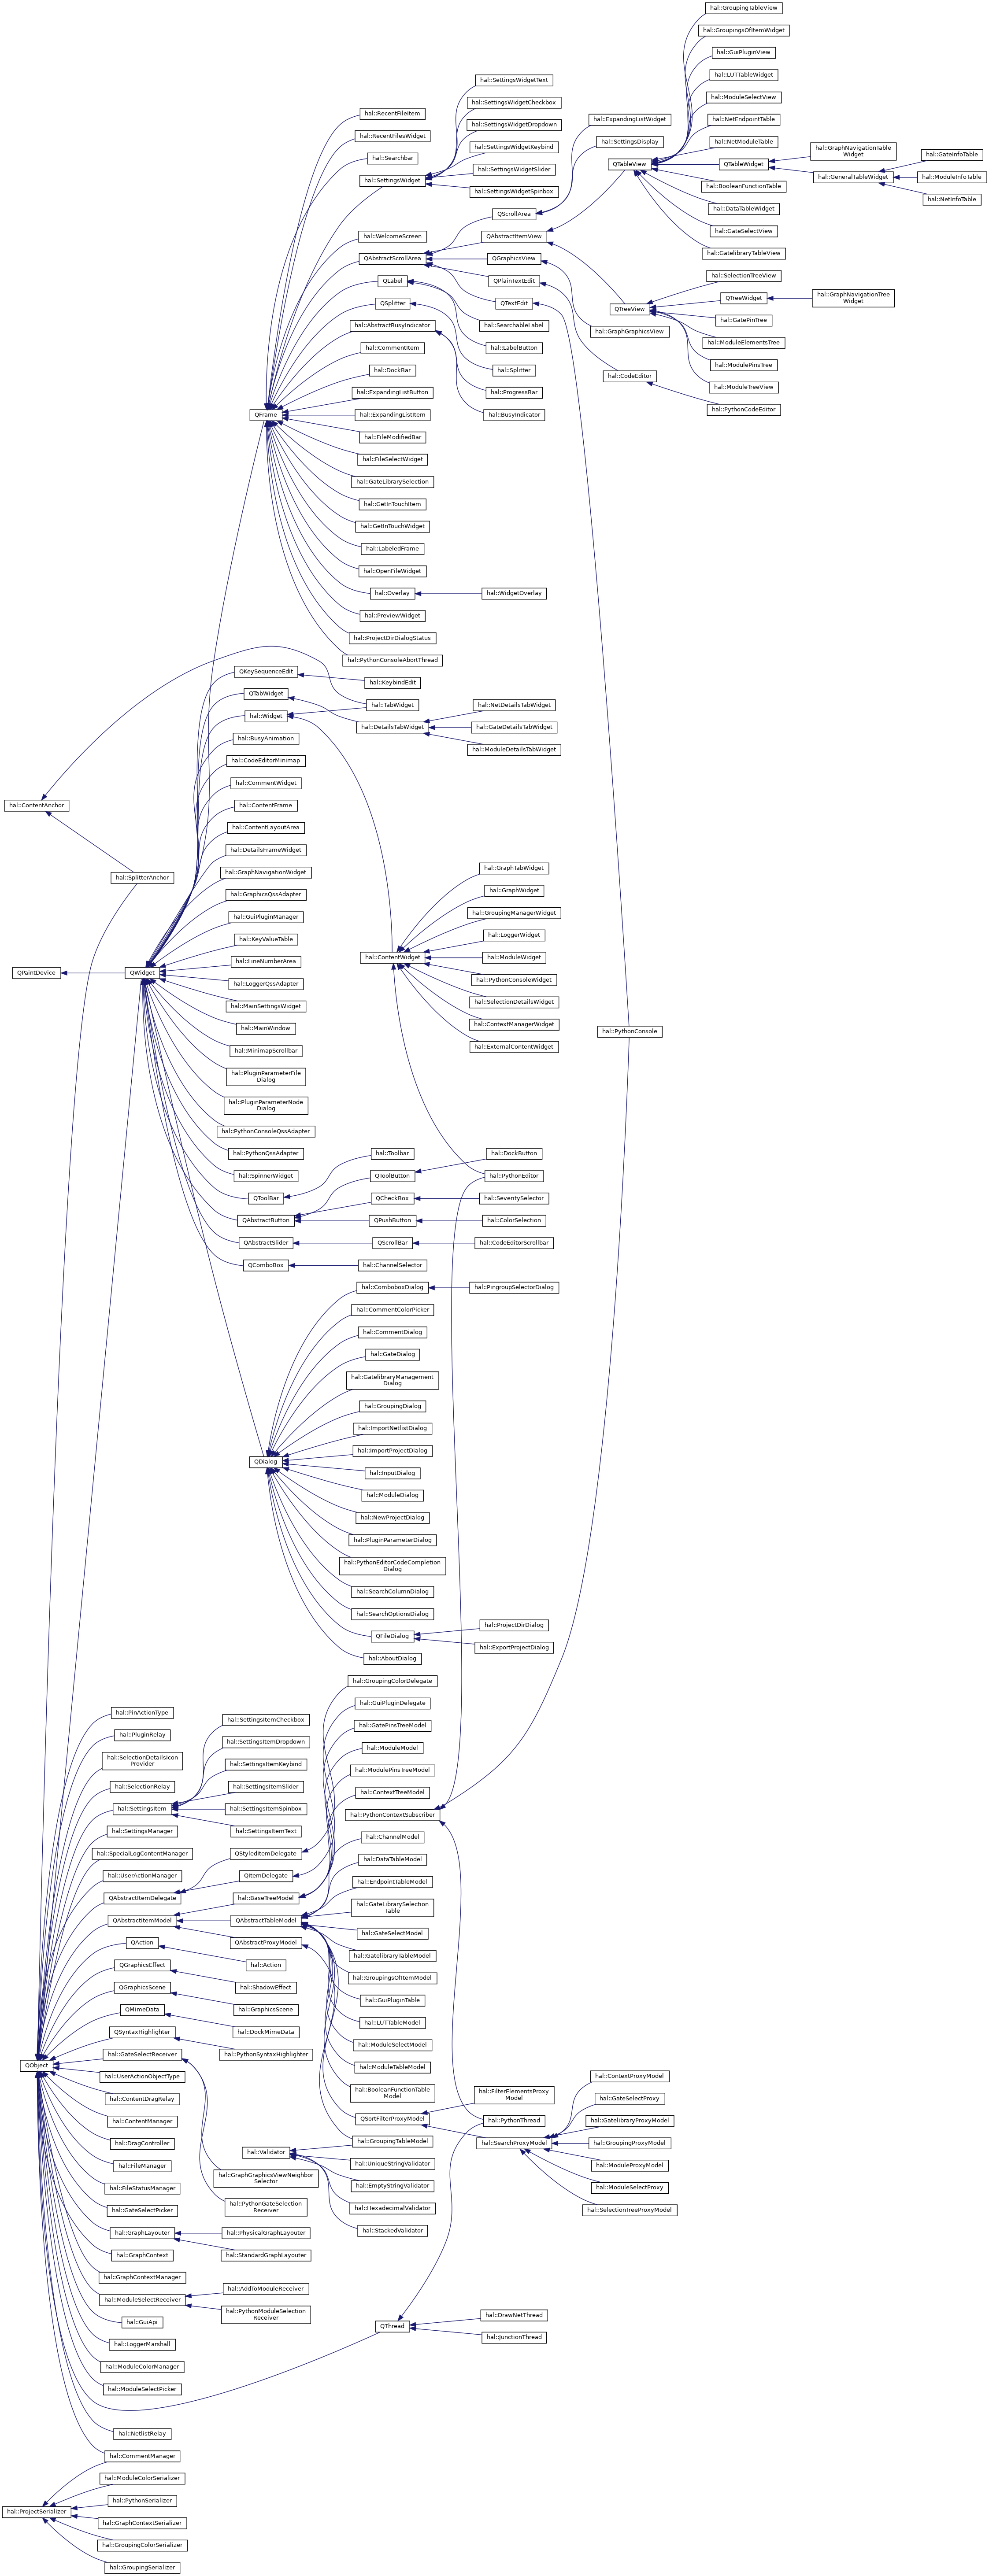 hal::GroupingTableView
hal::GroupingsOfItemWidget
hal::GuiPluginView
hal::LUTTableWidget
hal::SettingsWidgetText
hal::ModuleSelectView
hal::SettingsWidgetCheckbox
hal::RecentFileItem
hal::ExpandingListWidget
hal::NetEndpointTable
hal::SettingsWidgetDropdown
hal::RecentFilesWidget
hal::SettingsDisplay
hal::NetModuleTable
hal::SettingsWidgetKeybind
hal::GraphNavigationTable
Widget
hal::GateInfoTable
hal::Searchbar
QTableView
QTableWidget
hal::SettingsWidgetSlider
hal::GeneralTableWidget
hal::ModuleInfoTable
hal::SettingsWidget
hal::BooleanFunctionTable
hal::SettingsWidgetSpinbox
hal::NetInfoTable
hal::DataTableWidget
QScrollArea
hal::GateSelectView
hal::WelcomeScreen
QAbstractItemView
hal::GatelibraryTableView
QAbstractScrollArea
QGraphicsView
hal::SelectionTreeView
QLabel
QPlainTextEdit
QTreeWidget
hal::GraphNavigationTree
Widget
QSplitter
QTextEdit
QTreeView
hal::GatePinTree
hal::AbstractBusyIndicator
hal::SearchableLabel
hal::GraphGraphicsView
hal::ModuleElementsTree
hal::CommentItem
hal::LabelButton
hal::ModulePinsTree
hal::DockBar
hal::Splitter
hal::CodeEditor
hal::ModuleTreeView
hal::ExpandingListButton
hal::ProgressBar
hal::PythonCodeEditor
QFrame
hal::ExpandingListItem
hal::BusyIndicator
hal::FileModifiedBar
hal::FileSelectWidget
hal::GateLibrarySelection
hal::GetInTouchItem
hal::GetInTouchWidget
hal::LabeledFrame
hal::OpenFileWidget
hal::Overlay
hal::WidgetOverlay
hal::PreviewWidget
hal::ProjectDirDialogStatus
hal::PythonConsoleAbortThread
QKeySequenceEdit
hal::KeybindEdit
QTabWidget
hal::TabWidget
hal::NetDetailsTabWidget
hal::Widget
hal::DetailsTabWidget
hal::GateDetailsTabWidget
hal::BusyAnimation
hal::ModuleDetailsTabWidget
hal::CodeEditorMinimap
hal::CommentWidget
hal::ContentAnchor
hal::ContentFrame
hal::ContentLayoutArea
hal::DetailsFrameWidget
hal::SplitterAnchor
hal::GraphNavigationWidget
hal::GraphTabWidget
hal::GraphicsQssAdapter
hal::GraphWidget
hal::GuiPluginManager
hal::GroupingManagerWidget
hal::KeyValueTable
hal::LoggerWidget
hal::LineNumberArea
hal::ContentWidget
hal::ModuleWidget
QPaintDevice
QWidget
hal::LoggerQssAdapter
hal::PythonConsoleWidget
hal::MainSettingsWidget
hal::SelectionDetailsWidget
hal::MainWindow
hal::ContextManagerWidget
hal::PythonConsole
hal::MinimapScrollbar
hal::ExternalContentWidget
hal::PluginParameterFile
Dialog
hal::PluginParameterNode
Dialog
hal::PythonConsoleQssAdapter
hal::PythonQssAdapter
hal::Toolbar
hal::DockButton
hal::SpinnerWidget
QToolButton
hal::PythonEditor
QToolBar
QCheckBox
hal::SeveritySelector
QAbstractButton
QPushButton
hal::ColorSelection
QAbstractSlider
QScrollBar
hal::CodeEditorScrollbar
QComboBox
hal::ChannelSelector
hal::ComboboxDialog
hal::PingroupSelectorDialog
hal::CommentColorPicker
hal::CommentDialog
hal::GateDialog
hal::GatelibraryManagement
Dialog
hal::GroupingDialog
hal::ImportNetlistDialog
hal::ImportProjectDialog
QDialog
hal::InputDialog
hal::ModuleDialog
hal::NewProjectDialog
hal::PluginParameterDialog
hal::PythonEditorCodeCompletion
Dialog
hal::SearchColumnDialog
hal::SearchOptionsDialog
hal::ProjectDirDialog
QFileDialog
hal::ExportProjectDialog
hal::AboutDialog
hal::GroupingColorDelegate
hal::GuiPluginDelegate
hal::PinActionType
hal::SettingsItemCheckbox
hal::GatePinsTreeModel
hal::PluginRelay
hal::SettingsItemDropdown
hal::ModuleModel
hal::SelectionDetailsIcon
Provider
hal::SettingsItemKeybind
hal::ModulePinsTreeModel
hal::SelectionRelay
hal::SettingsItemSlider
hal::ContextTreeModel
hal::SettingsItem
hal::SettingsItemSpinbox
hal::PythonContextSubscriber
hal::SettingsManager
hal::SettingsItemText
hal::ChannelModel
hal::SpecialLogContentManager
QStyledItemDelegate
hal::DataTableModel
hal::UserActionManager
QItemDelegate
hal::EndpointTableModel
QAbstractItemDelegate
hal::BaseTreeModel
hal::GateLibrarySelection
Table
QAbstractItemModel
QAbstractTableModel
hal::GateSelectModel
QAction
QAbstractProxyModel
hal::GatelibraryTableModel
QGraphicsEffect
hal::Action
hal::GroupingsOfItemModel
QGraphicsScene
hal::ShadowEffect
hal::GuiPluginTable
QMimeData
hal::GraphicsScene
hal::LUTTableModel
QSyntaxHighlighter
hal::DockMimeData
hal::ModuleSelectModel
hal::GateSelectReceiver
hal::PythonSyntaxHighlighter
QObject
hal::ModuleTableModel
hal::UserActionObjectType
hal::ContextProxyModel
hal::ContentDragRelay
hal::BooleanFunctionTable
Model
hal::FilterElementsProxy
Model
hal::GateSelectProxy
hal::ContentManager
QSortFilterProxyModel
hal::PythonThread
hal::GatelibraryProxyModel
hal::DragController
hal::GroupingTableModel
hal::SearchProxyModel
hal::GroupingProxyModel
hal::Validator
hal::FileManager
hal::UniqueStringValidator
hal::ModuleProxyModel
hal::GraphGraphicsViewNeighbor
Selector
hal::FileStatusManager
hal::EmptyStringValidator
hal::ModuleSelectProxy
hal::GateSelectPicker
hal::PythonGateSelection
Receiver
hal::HexadecimalValidator
hal::SelectionTreeProxyModel
hal::GraphLayouter
hal::PhysicalGraphLayouter
hal::StackedValidator
hal::GraphContext
hal::StandardGraphLayouter
hal::GraphContextManager
hal::AddToModuleReceiver
hal::ModuleSelectReceiver
hal::PythonModuleSelection
Receiver
hal::DrawNetThread
hal::GuiApi
QThread
hal::JunctionThread
hal::LoggerMarshall
hal::ModuleColorManager
hal::ModuleSelectPicker
hal::NetlistRelay
hal::CommentManager
hal::ModuleColorSerializer
hal::PythonSerializer
hal::ProjectSerializer
hal::GraphContextSerializer
hal::GroupingColorSerializer
hal::GroupingSerializer